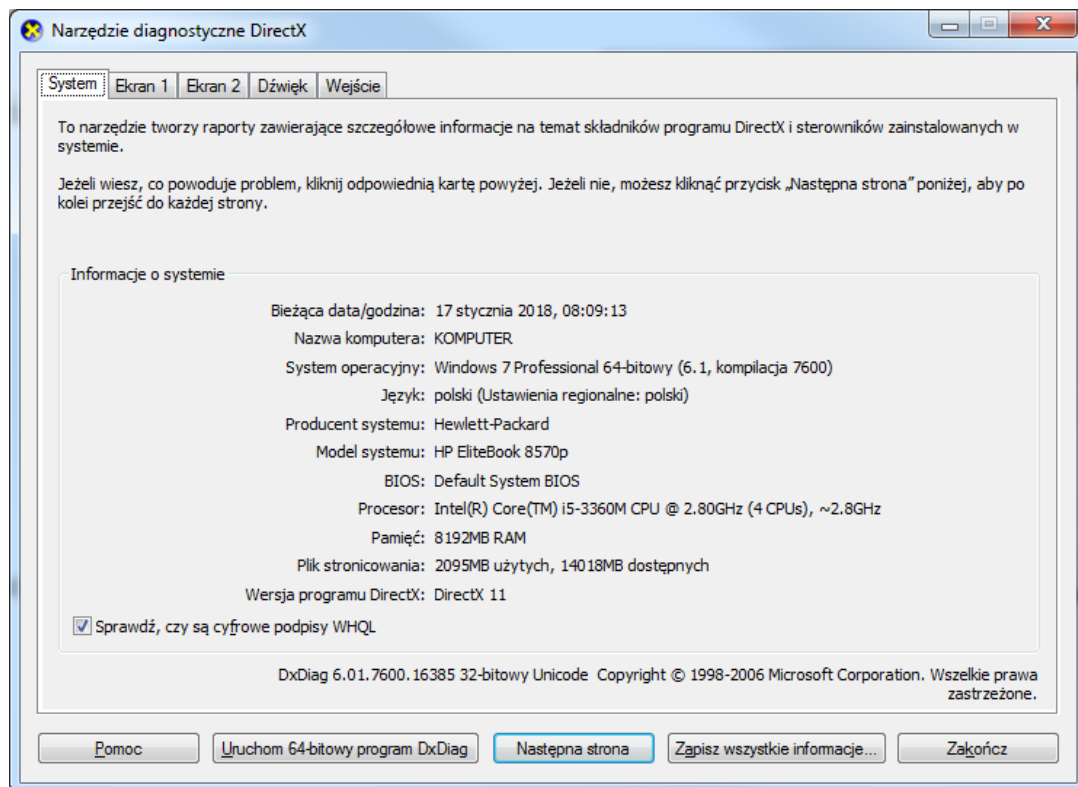 Narzędzie diagnostyczne DirectX
System
Ekran 1
Ekran 2
Dźwięk
Wejście
To narzędzie tworzy raporty zawierające szczegółowe informacje na temat składników programu DirectX i sterowników zainstalowanych w
systemie.
Jeżeli wiesz, co powoduje problem, kliknij odpowiednią kartę powyżej. Jeżeli nie, możesz kliknąć przycisk „Następna strona” poniżej, aby po
kolei przejść do każdej strony.
Informacje o systemie
Bieżąca data/godzina: 17 stycznia 2018, 08:09:13
Nazwa komputera: KOMPUTER
System operacyjny: Windows 7 Professional 64-bitowy (6.1, kompilacja 7600)
Język: polski (Ustawienia regionalne: polski)
Producent systemu: Hewlett-Packard
Model systemu: HP EliteBook 8570p
BIOS: Default System BIOS
Procesor: Intel(R) Core(TM) i5-3360M CPU @ 2.80GHz (4 CPUs), ~2.8GHz
Pamięć: 8192MB RAM
Plik stronicowania: 2095MB użytych, 14018MB dostępnych
Wersja programu DirectX: DirectX 11
Sprawdź, czy są cyfrowe podpisy WHQL
DxDiag 6.01.7600.16385 32-bitowy Unicode Copyright © 1998-2006 Microsoft Corporation. Wszelkie prawa
zastrzeżone.
Pomoc
Uruchom 64-bitowy program DxDiag
Następna strona
Zapisz wszystkie informacje...
Zakończ